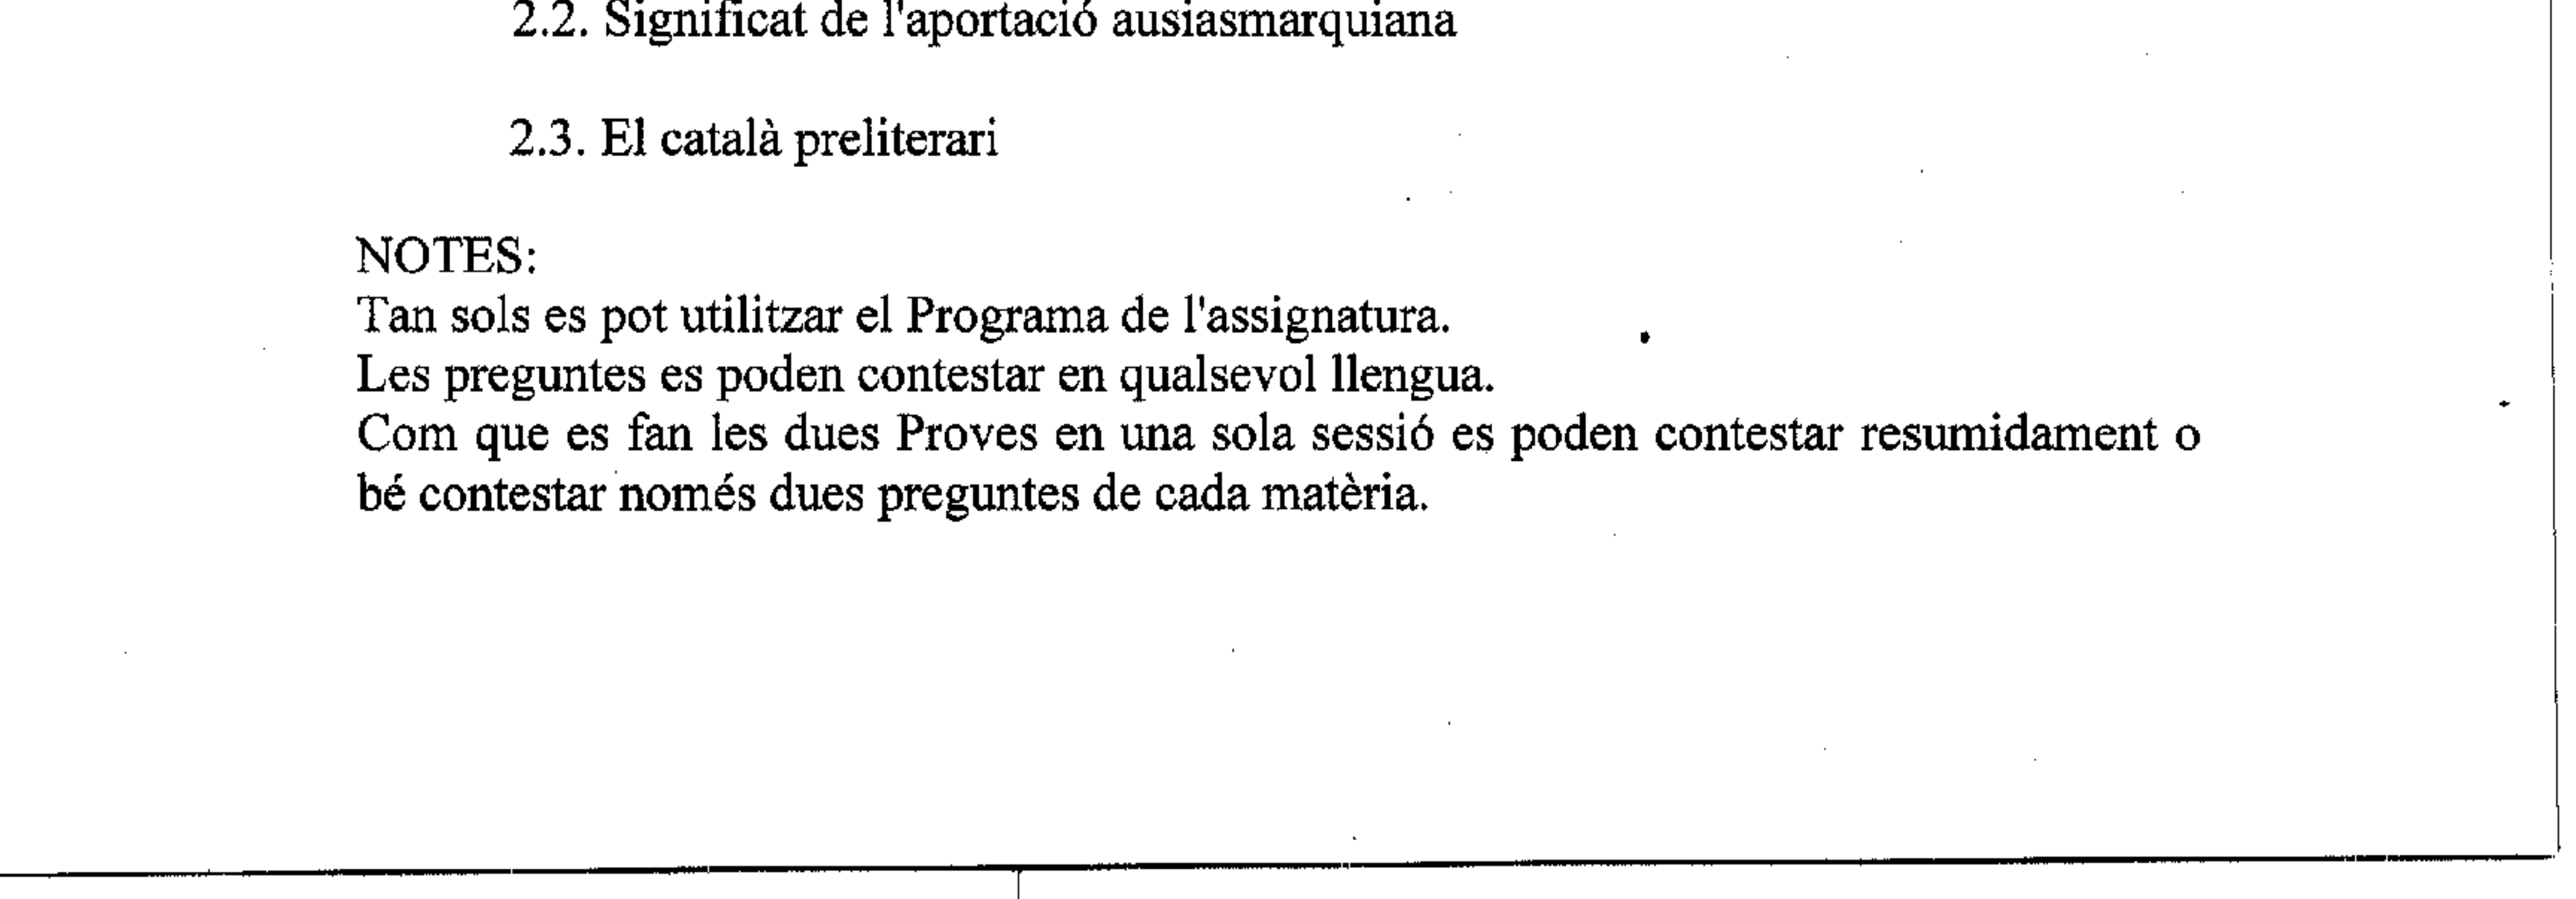 2.2. Significat de l'aportació ausiasmarquiana
2.3. El català preliterari
NOTES:
Tan sols es pot utilitzar el Programa de l'assignatura.
Les preguntes es poden contestar en qualsevol llengua.
Com que es fan les dues Proves en una sola sessió es poden contestar resumidament o
bé contestar només dues preguntes de cada matèria.